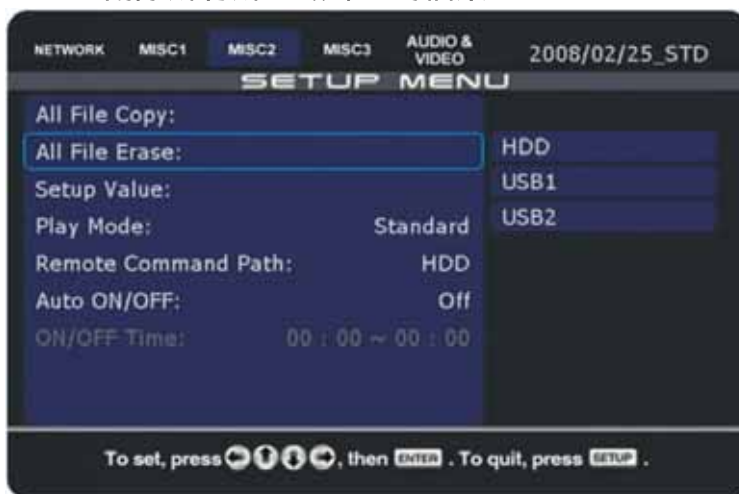 NETWORK MISC1 MISC2 MISC3 AUDIO & VIDEO 2008/02/25_STD
SETUP MENU
All File Copy:
All File Erase: HDD
Setup Value: USB1
Play Mode: Standard USB2
Remote Command Path: HDD
Auto ON/OFF: Off
ON/OFF Time: 00 : 00 ~ 00 : 00
To set, press , then ENTER . To quit, press SETUP .